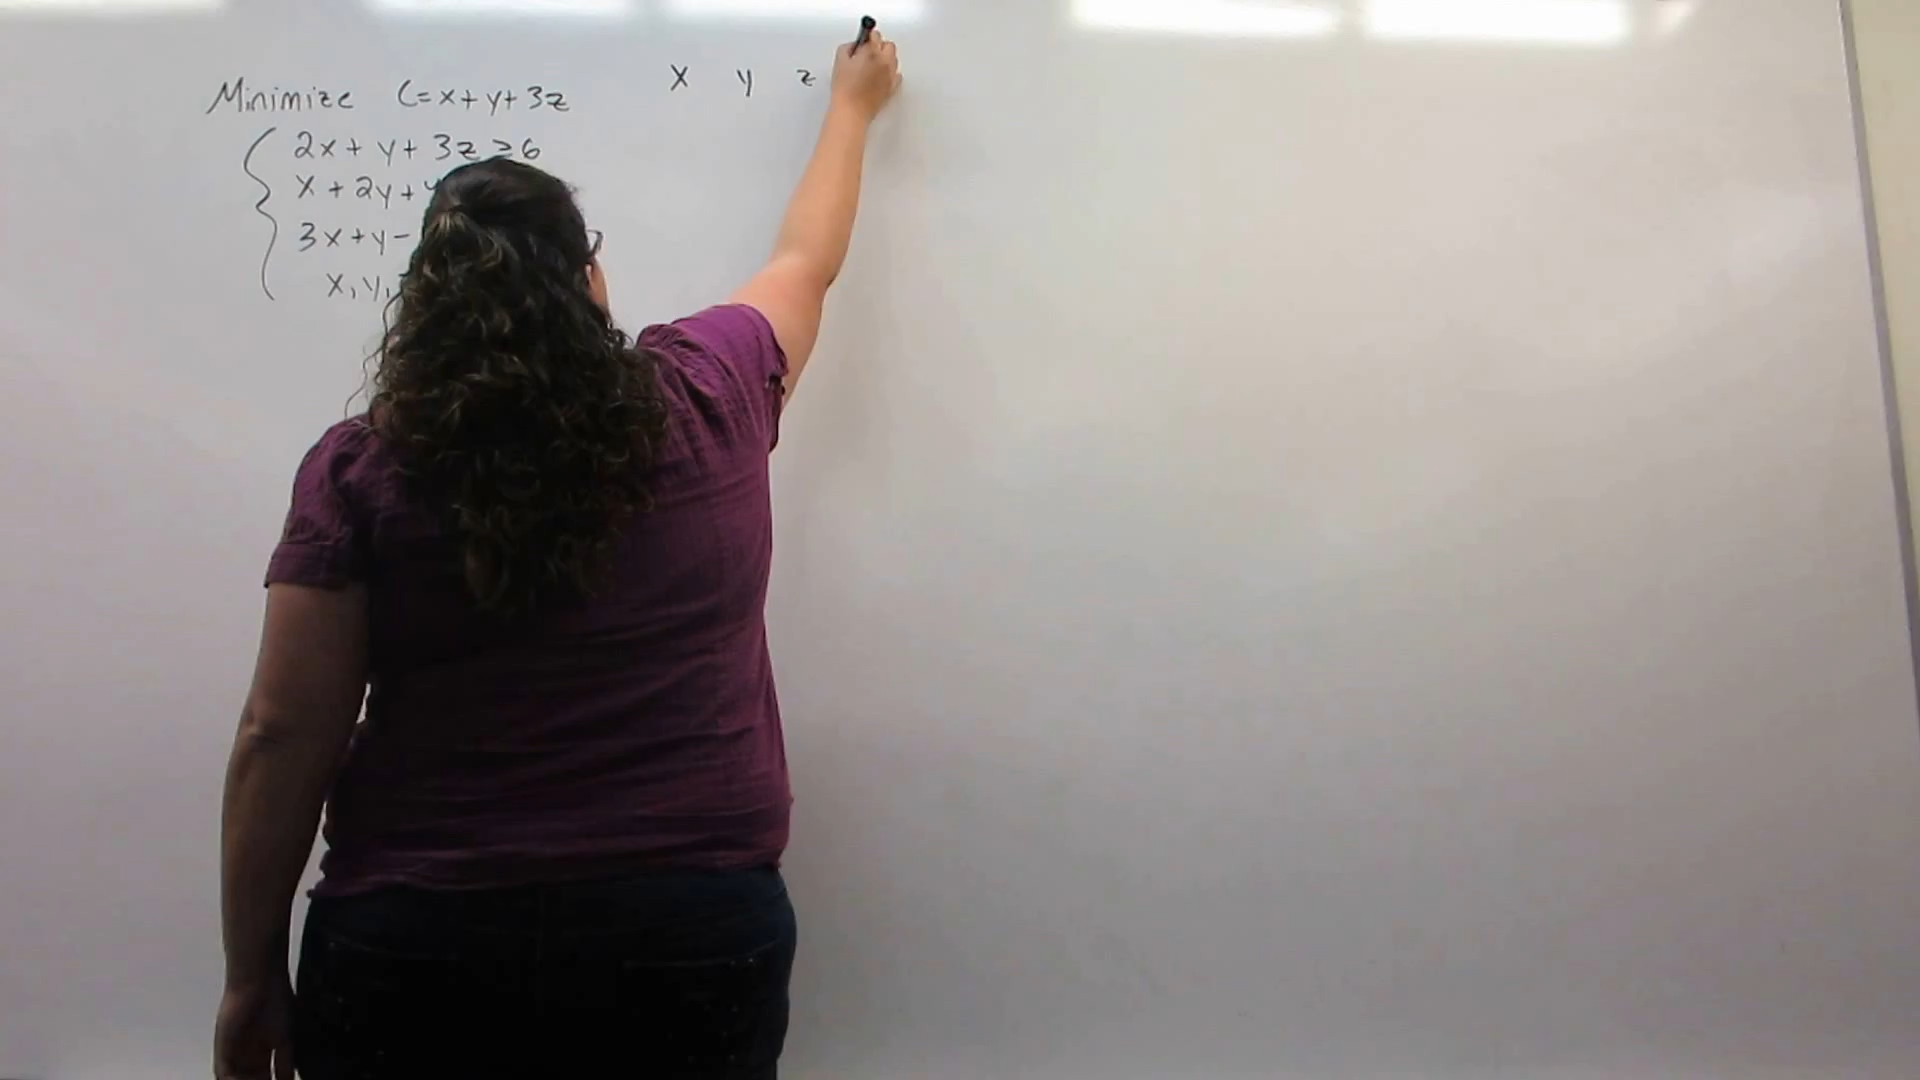 Minimize C=x+y+3z
2x+y+3z≥6
x+2y+
3x+y-
x,y,
x y z